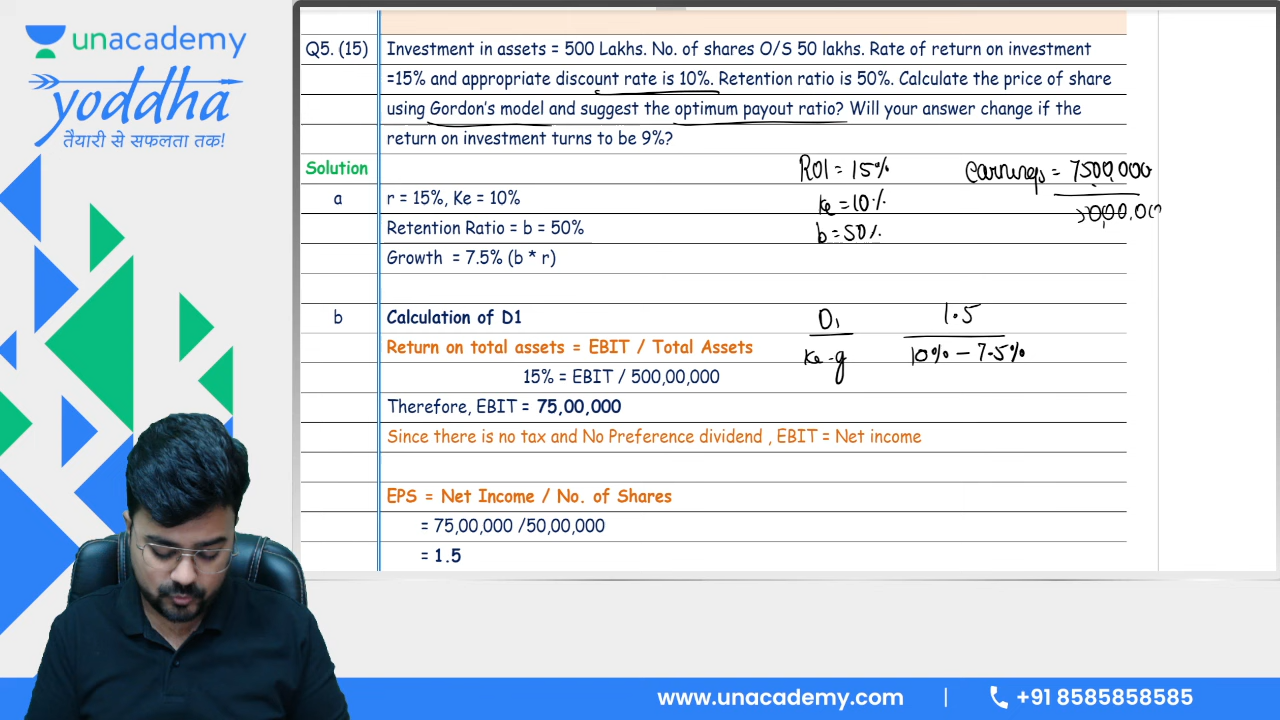 unacademy
yoddha
तैयारी से सफलता तक!
Q5. (15) Investment in assets = 500 Lakhs. No. of shares O/S 50 lakhs. Rate of return on investment
=15% and appropriate discount rate is 10%. Retention ratio is 50%. Calculate the price of share
using Gordon's model and suggest the optimum payout ratio? Will your answer change if the
return on investment turns to be 9%?
Solution
a r = 15%, Ke = 10%
Retention Ratio = b = 50%
Growth = 7.5% (b * r)
ROI = 15%
Ke = 10%
b = 50%
Earnings = 7500,000
b Calculation of D1
Return on total assets = EBIT / Total Assets
15% = EBIT / 500,00,000
Therefore, EBIT = 75,00,000
Since there is no tax and No Preference dividend , EBIT = Net income
D1
Ke - g
1.5
10% - 7.5%
EPS = Net Income / No. of Shares
= 75,00,000 /50,00,000
= 1.5
www.unacademy.com | +91 8585858585